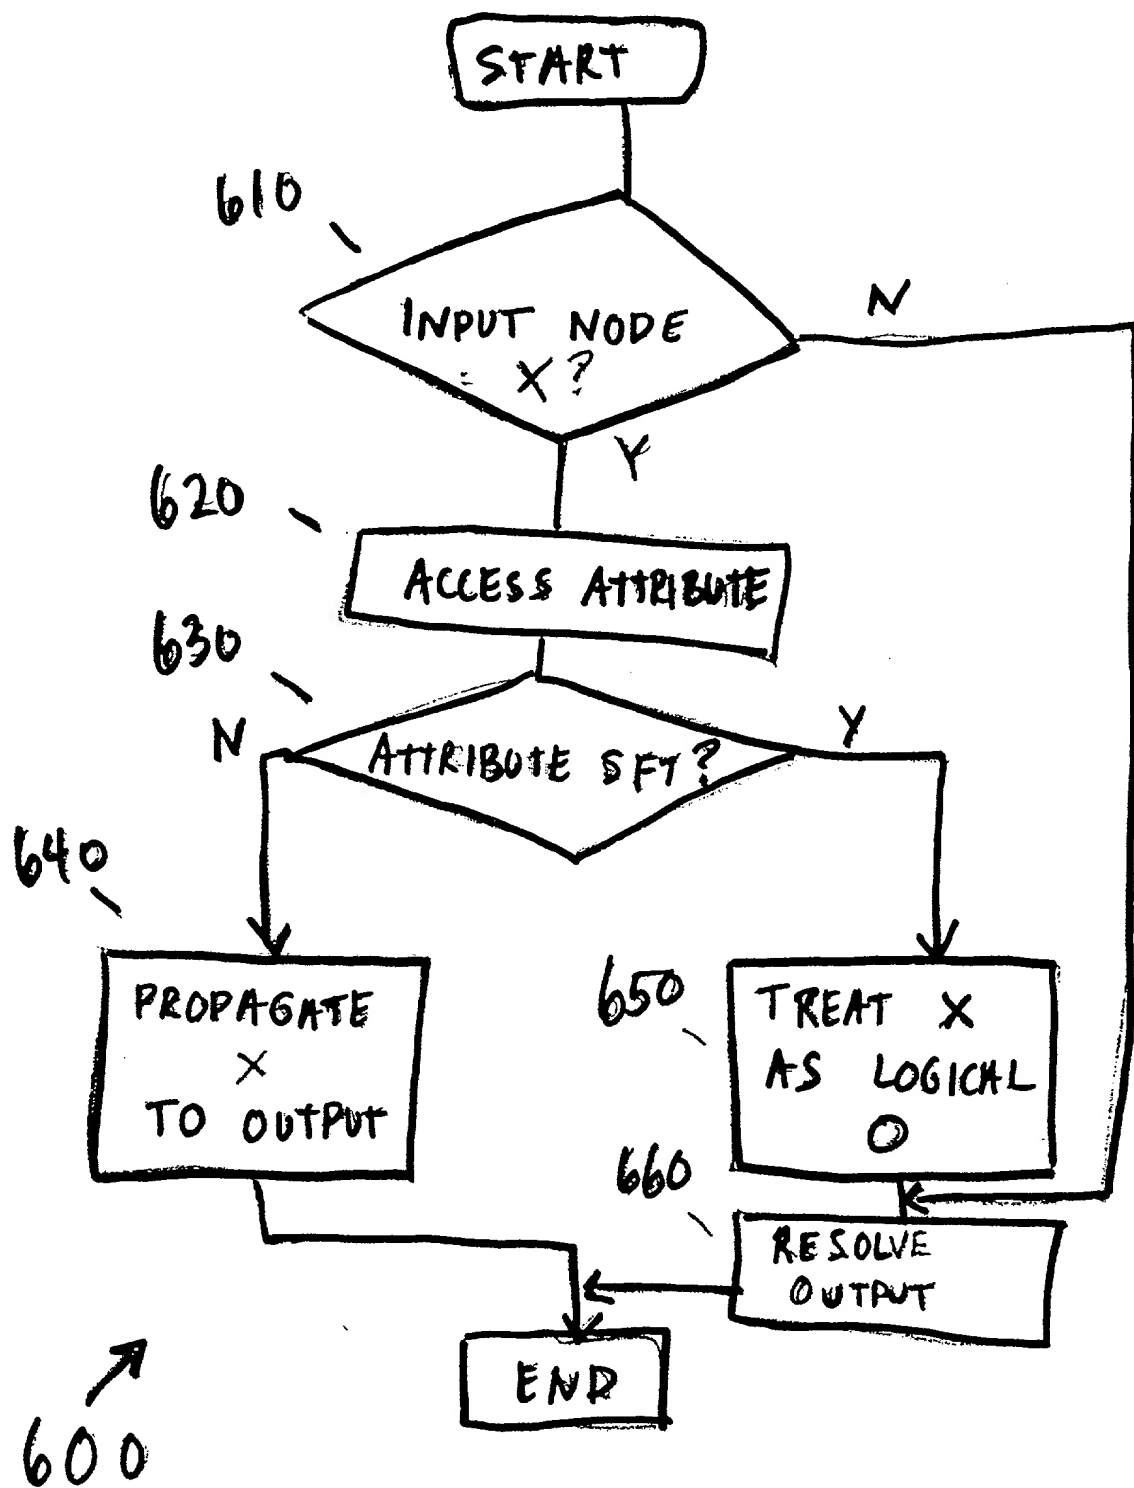 START
610
INPUT NODE
= X?
N
Y
620
ACCESS ATTRIBUTE
630
N
ATTRIBUTE SET?
Y
640
PROPAGATE
X
TO OUTPUT
650
TREAT X
AS LOGICAL
0
660
RESOLVE
OUTPUT
END
600